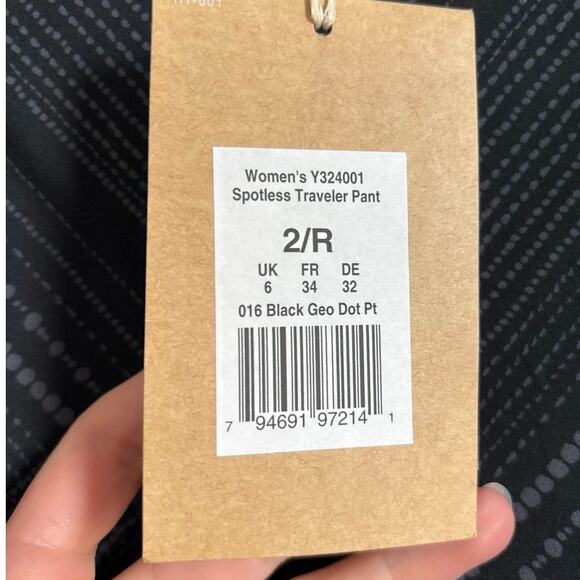 Women's Y324001
Spotless Traveler Pant
2/R
UK FR DE
6 34 32
016 Black Geo Dot Pt
7 94691 97214 1